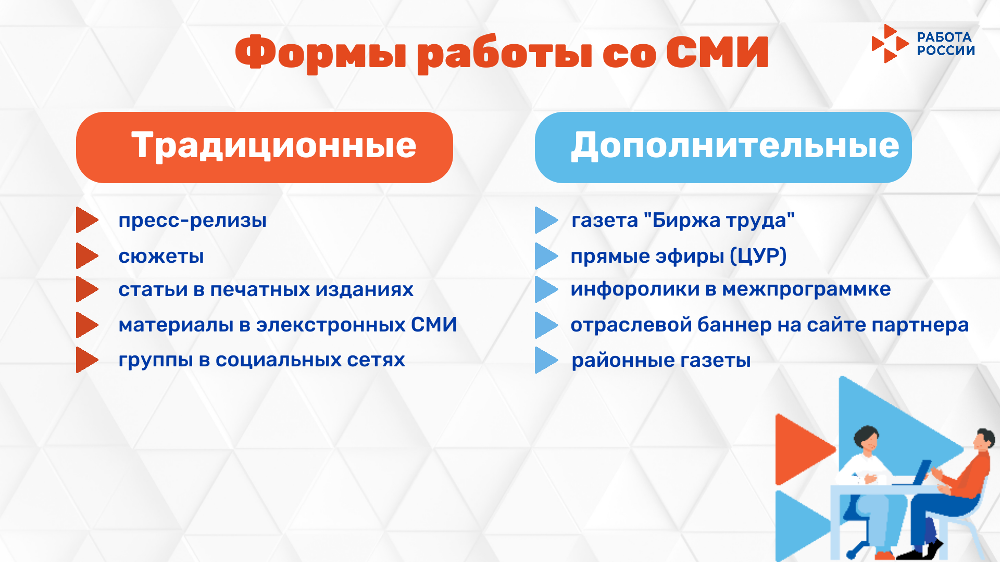 Формы работы со СМИ
РАБОТА
РОССИИ
Традиционные
пресс-релизы
сюжеты
статьи в печатных изданиях
материалы в элекстронных СМИ
группы в социальных сетях
Дополнительные
газета "Биржа труда"
прямые эфиры (ЦУР)
инфоролики в межпрограммке
отраслевой баннер на сайте партнера
районные газеты